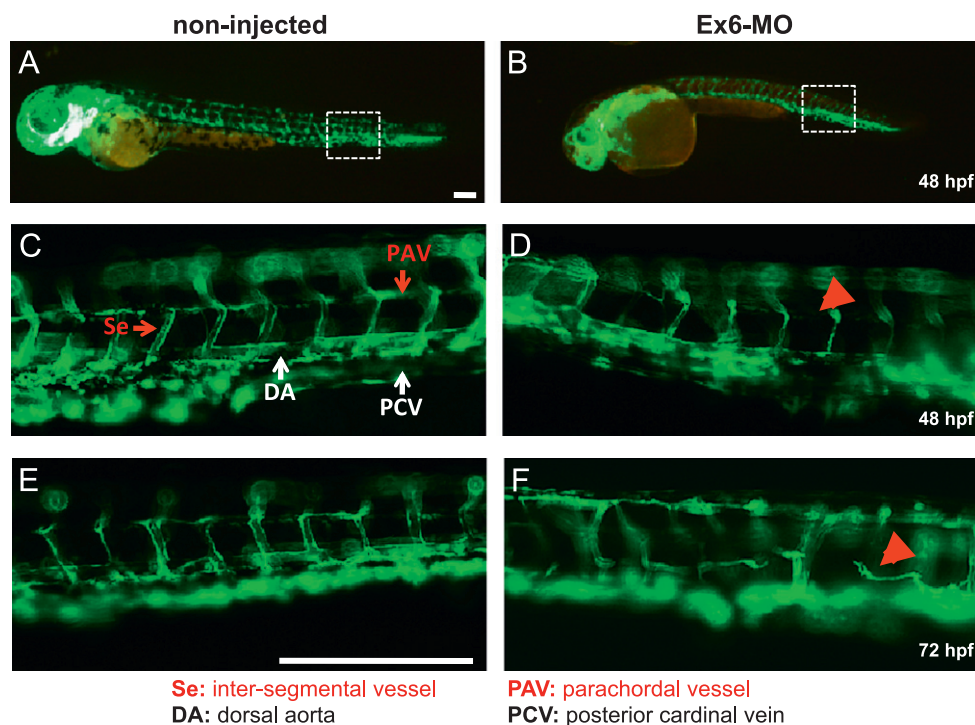 non-injected
Ex6-MO
A
B
48 hpf
C
PAV
Se
DA
PCV
D
48 hpf
E
F
72 hpf
Se: inter-segmental vessel
PAV: parachordal vessel
DA: dorsal aorta
PCV: posterior cardinal vein